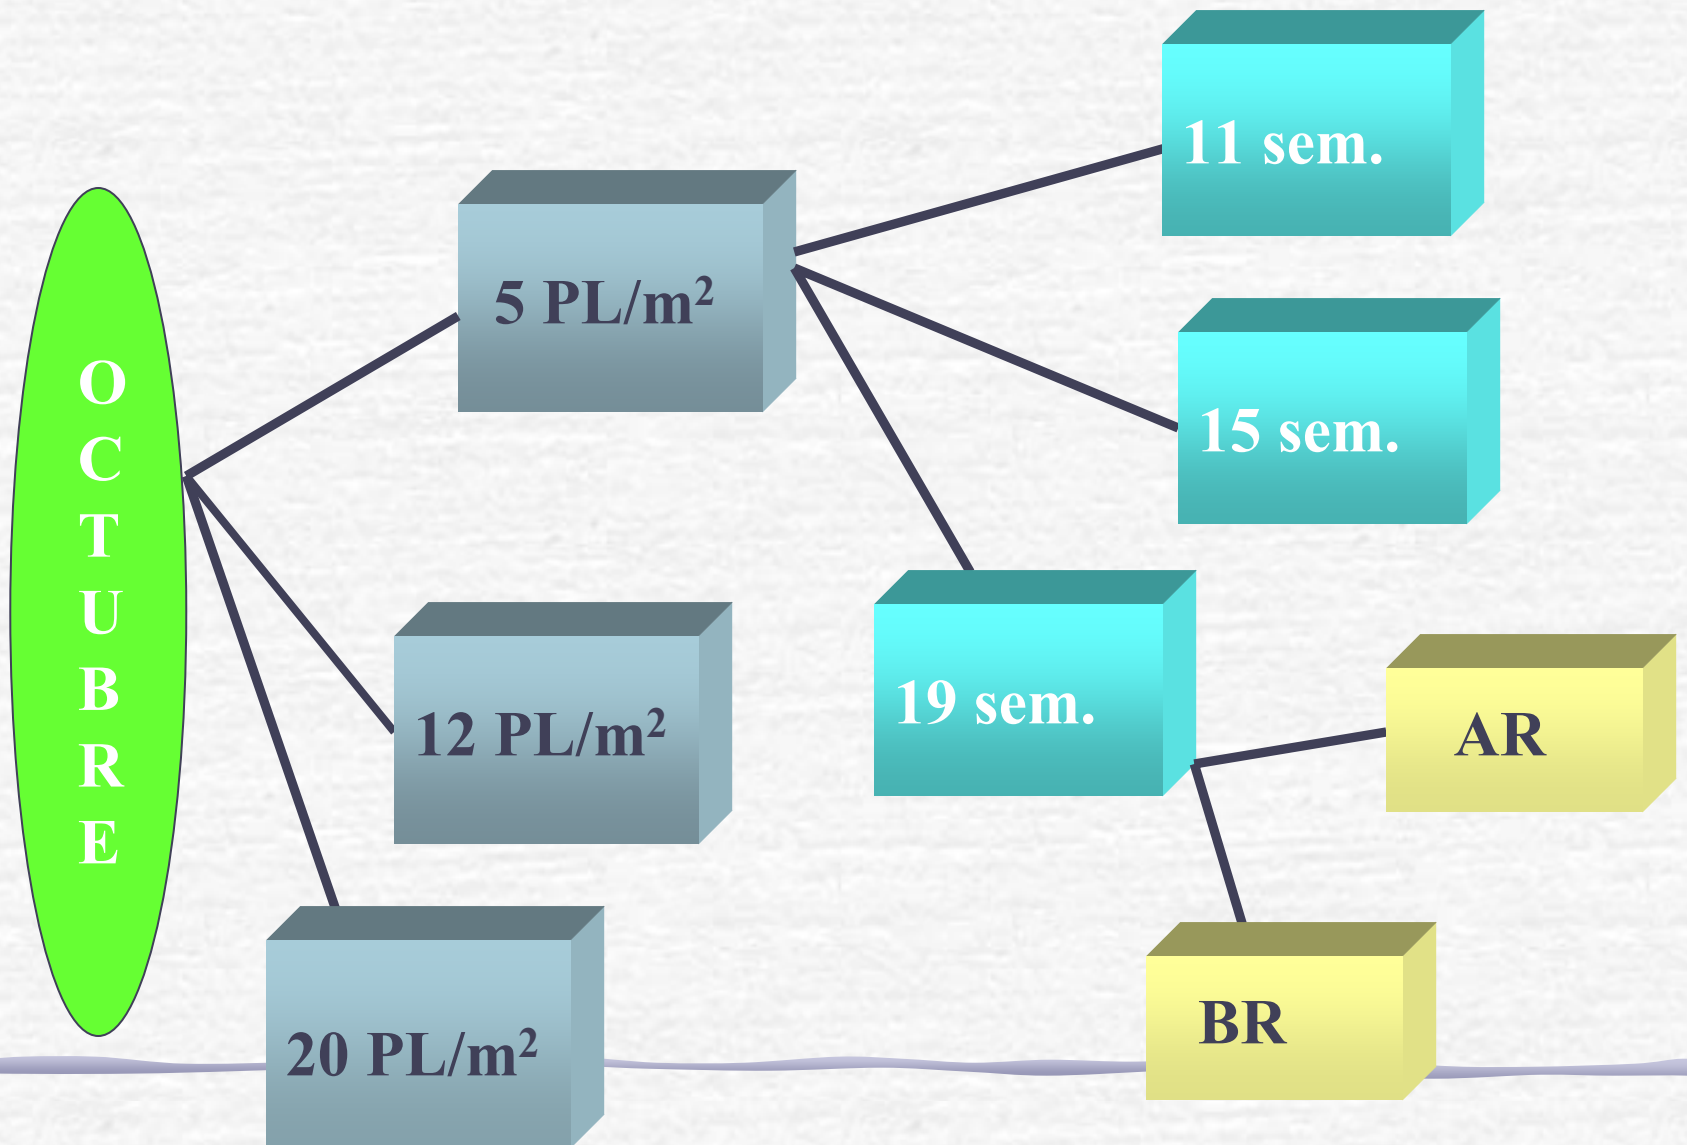 O
C
T
U
B
R
E
5 PL/m²
12 PL/m²
20 PL/m²
11 sem.
15 sem.
19 sem.
AR
BR